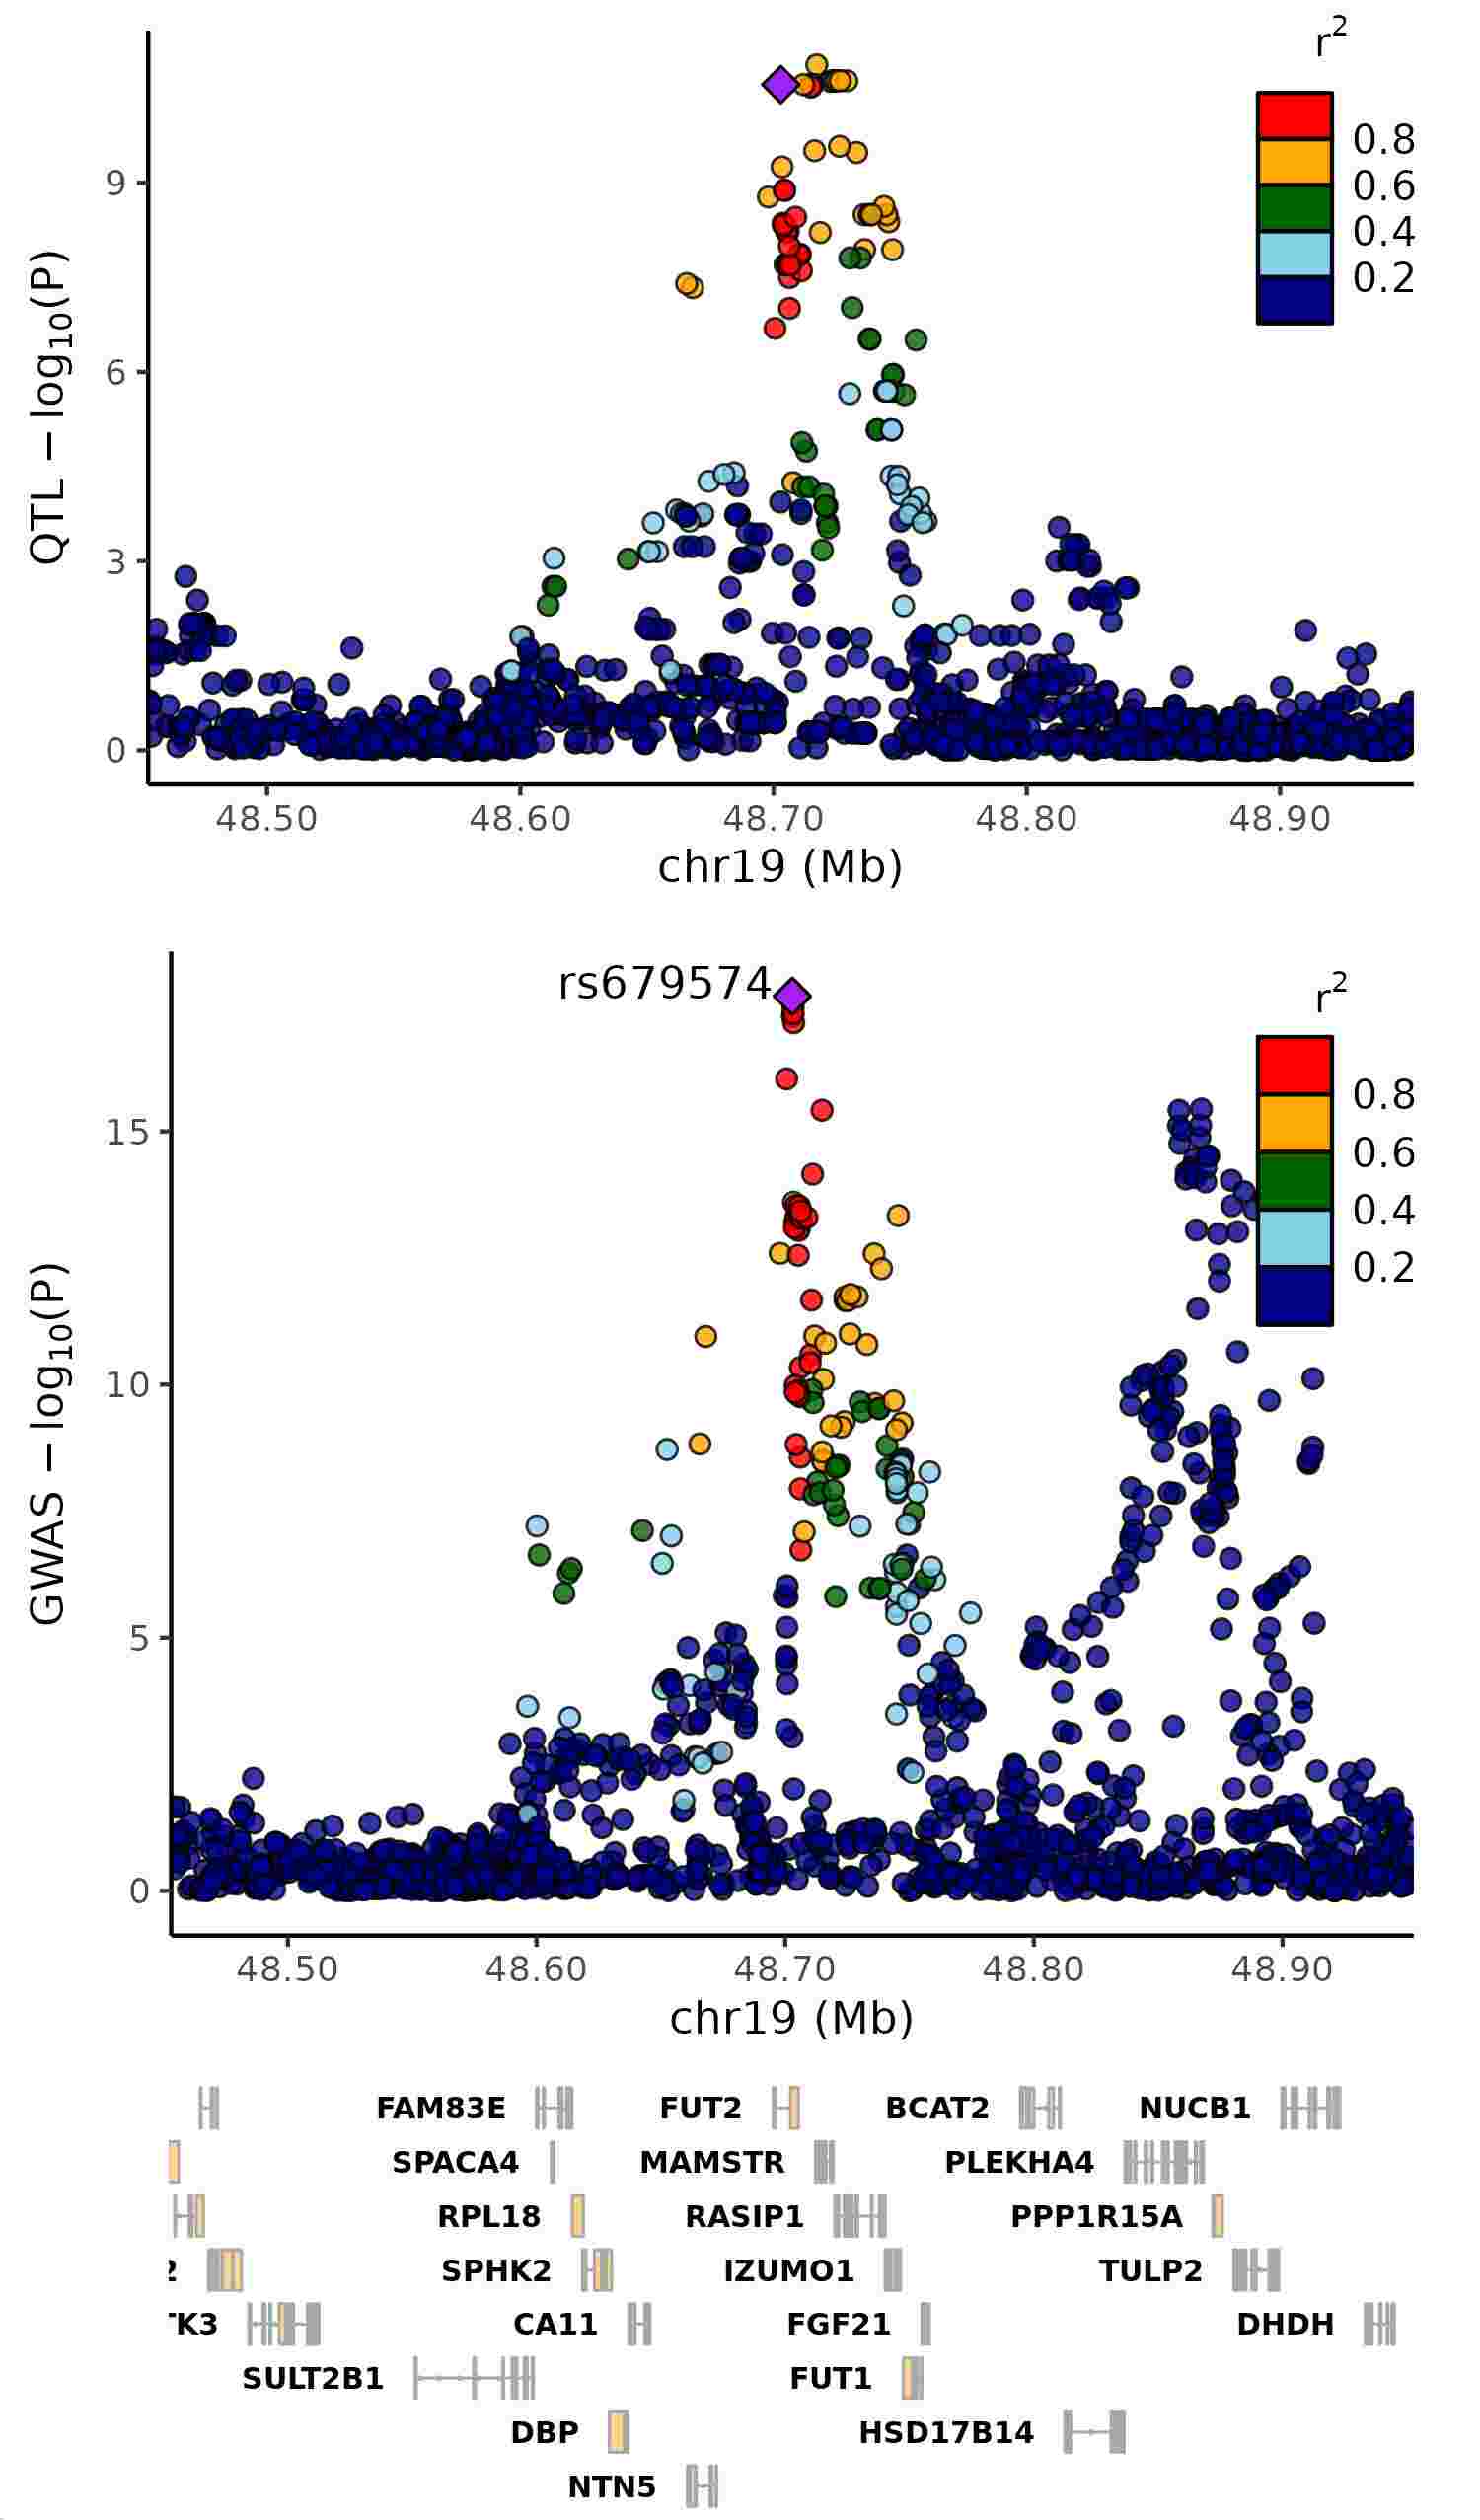 r²
0.8
0.6
0.4
0.2
QTL − log₁₀(P)
9
6
3
0
48.50 48.60 48.70 48.80 48.90
chr19 (Mb)
rs679574
r²
0.8
0.6
0.4
0.2
GWAS − log₁₀(P)
15
10
5
0
48.50 48.60 48.70 48.80 48.90
chr19 (Mb)
FAM83E FUT2 BCAT2 NUCB1
SPACA4 MAMSTR PLEKHA4
RPL18 RASIP1 PPP1R15A
2 SPHK2 IZUMO1 TULP2
TK3 CA11 FGF21 DHDH
SULT2B1 FUT1
DBP HSD17B14
NTN5